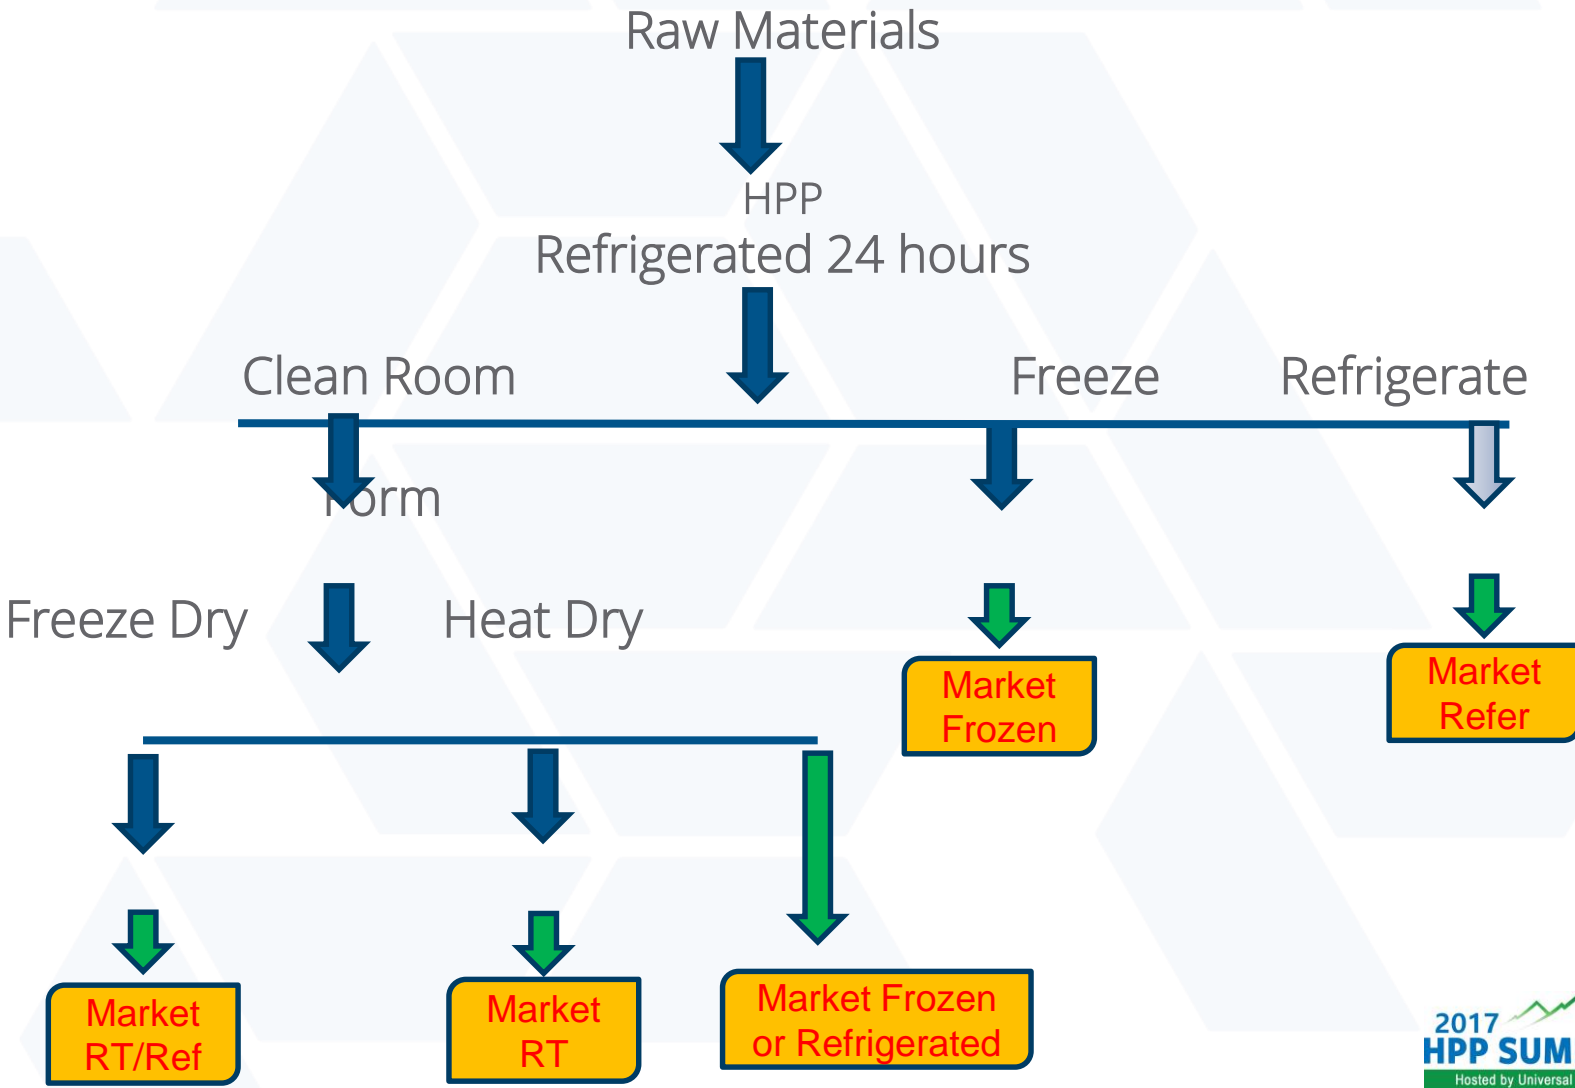 Raw Materials
HPP
Refrigerated 24 hours
Clean Room
Freeze
Refrigerate
Form
Freeze Dry
Heat Dry
Market
Frozen
Market
Refer
Market
RT/Ref
Market
RT
Market Frozen
or Refrigerated
2017
HPP SUM
Hosted by Universal